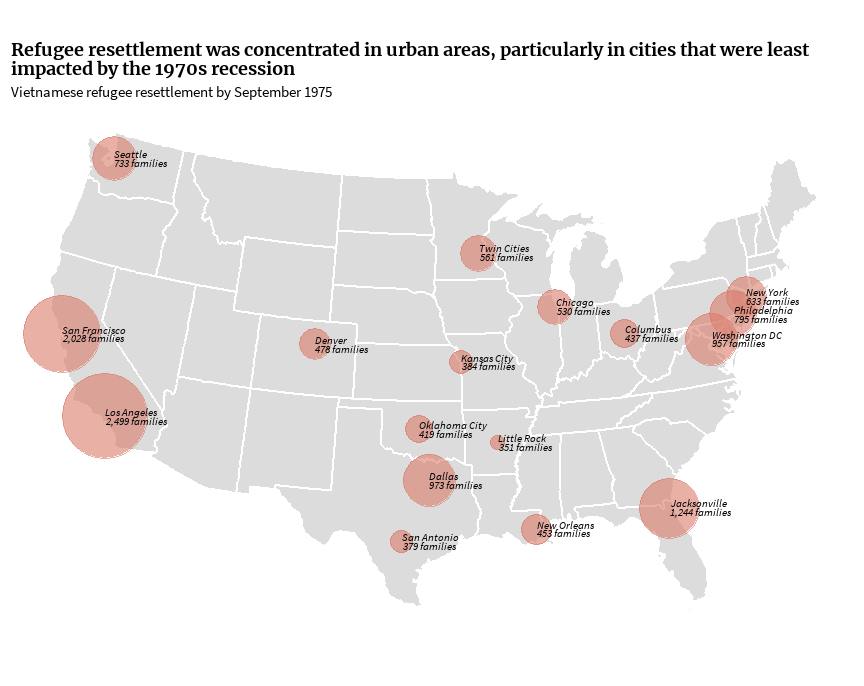 Refugee resettlement was concentrated in urban areas, particularly in cities that were least
impacted by the 1970s recession
Vietnamese refugee resettlement by September 1975
Seattle
733 families
Twin Cities
561 families
New York
633 families
Chicago
530 families
Philadelphia
795 families
San Francisco
2,028 families
Columbus
437 families
Washington DC
957 families
Denver
478 families
Kansas City
384 families
Los Angeles
2,499 families
Oklahoma City
419 families
Little Rock
351 families
Dallas
973 families
Jacksonville
1,244 families
New Orleans
453 families
San Antonio
379 families